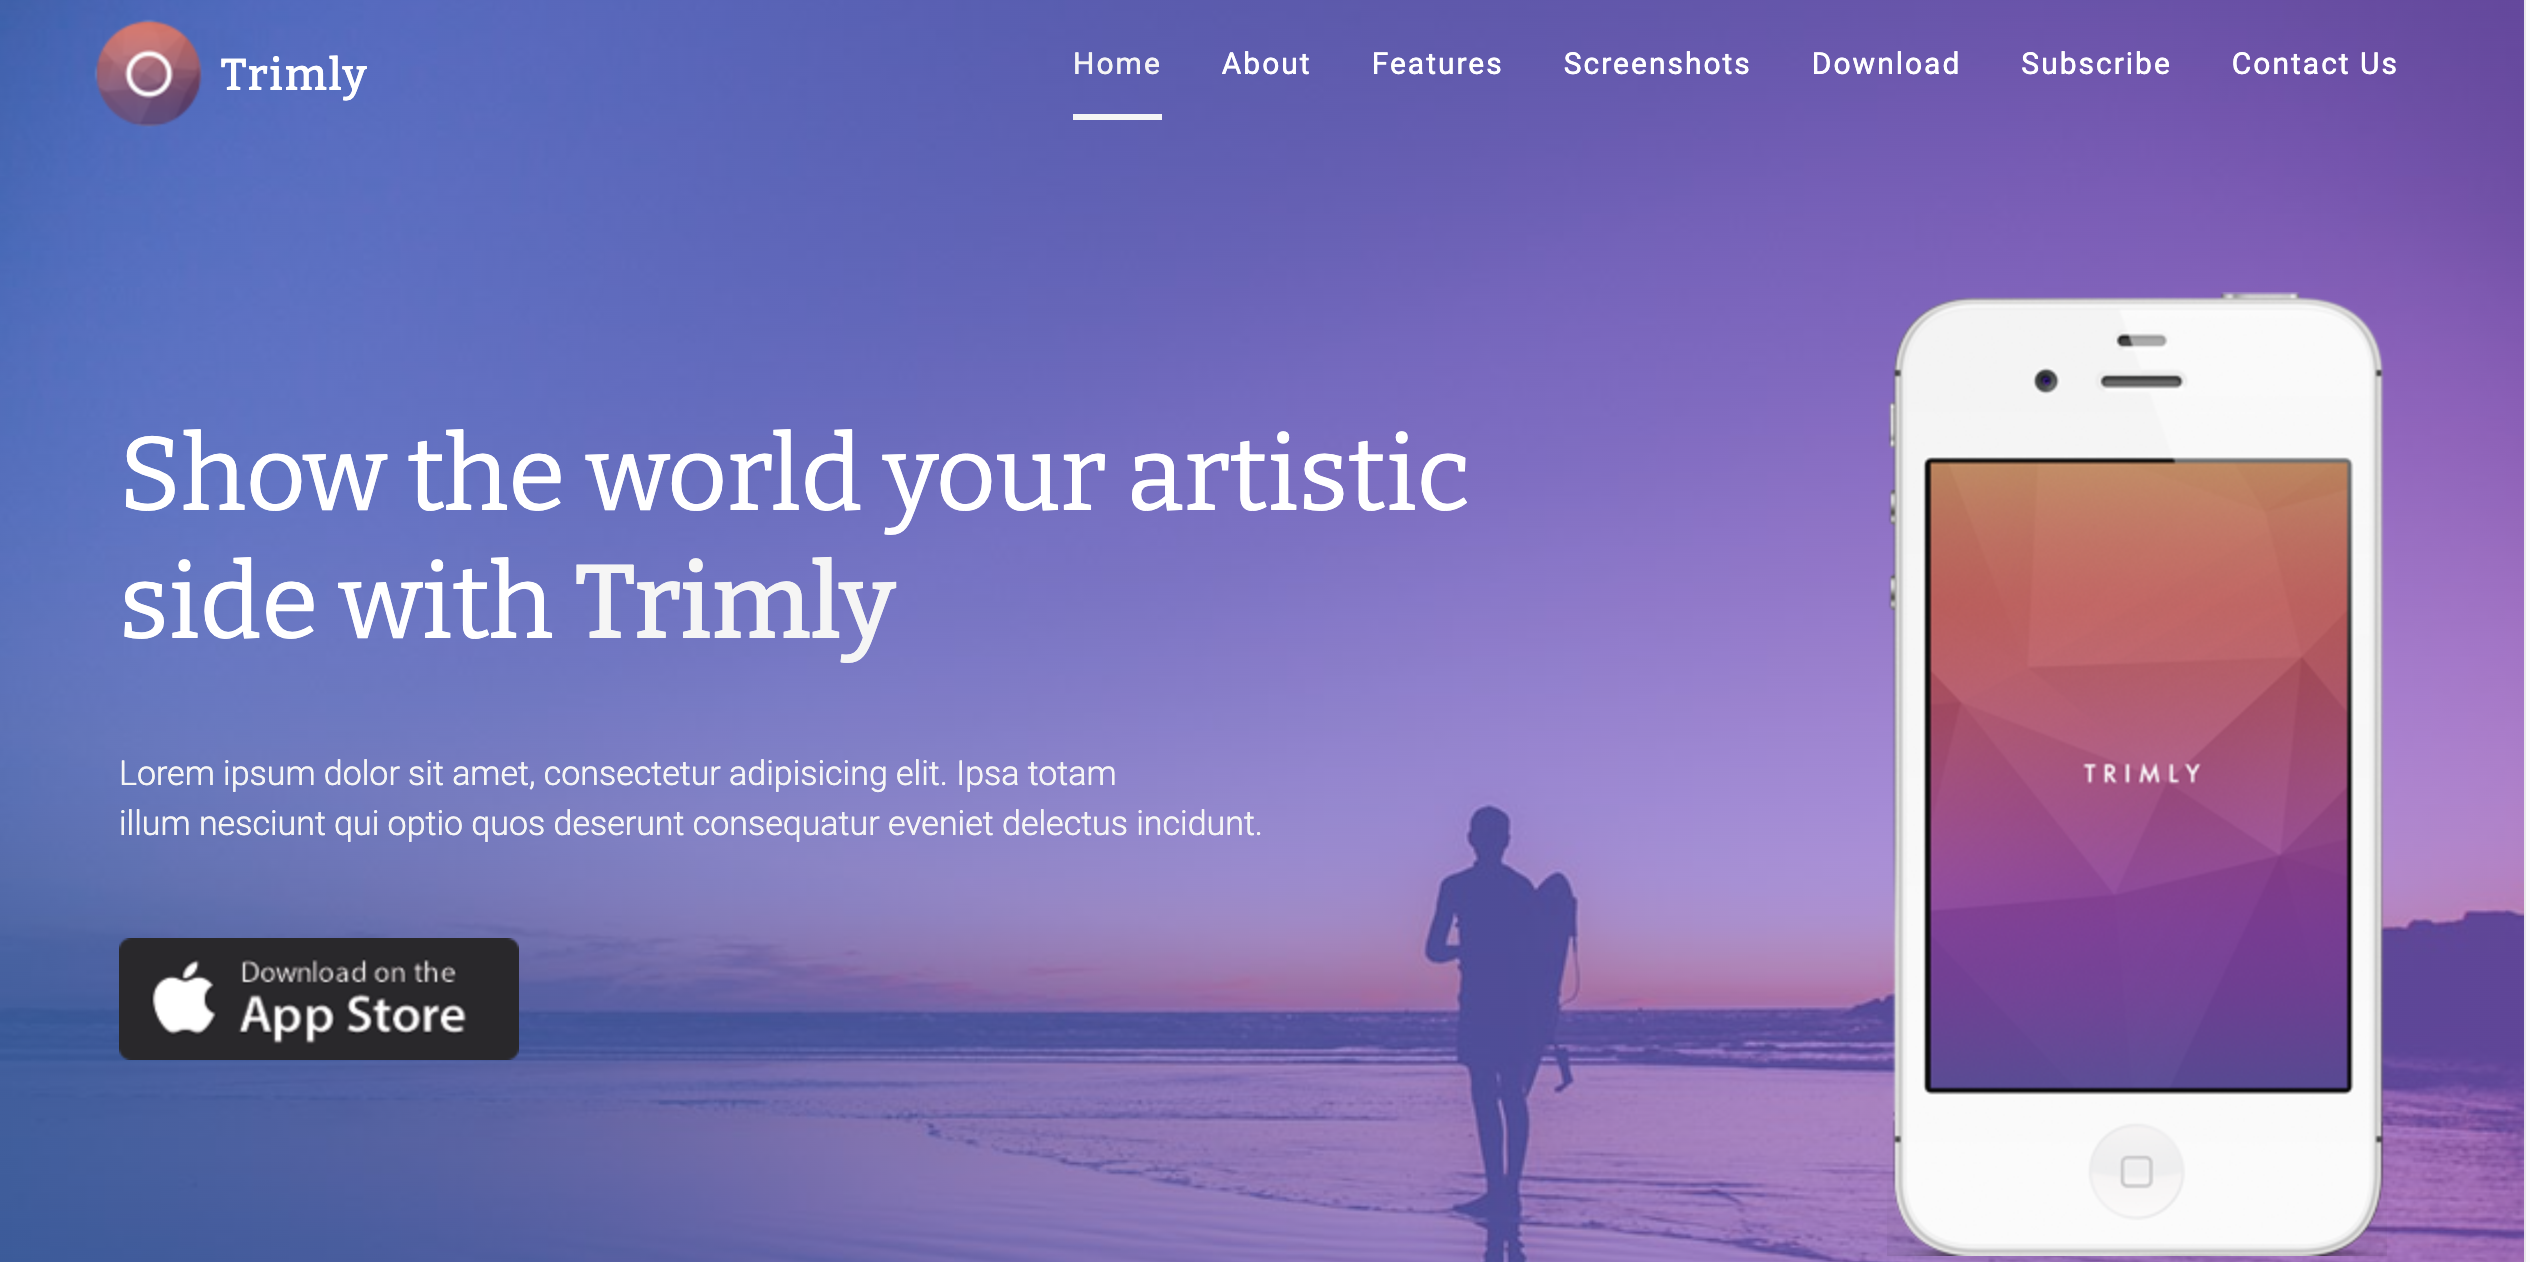 Trimly
Home About Features Screenshots Download Subscribe Contact Us
Show the world your artistic
side with Trimly
Lorem ipsum dolor sit amet, consectetur adipisicing elit. Ipsa totam
illum nesciunt qui optio quos deserunt consequatur eveniet delectus incidunt.
Download on the
App Store
TRIMLY